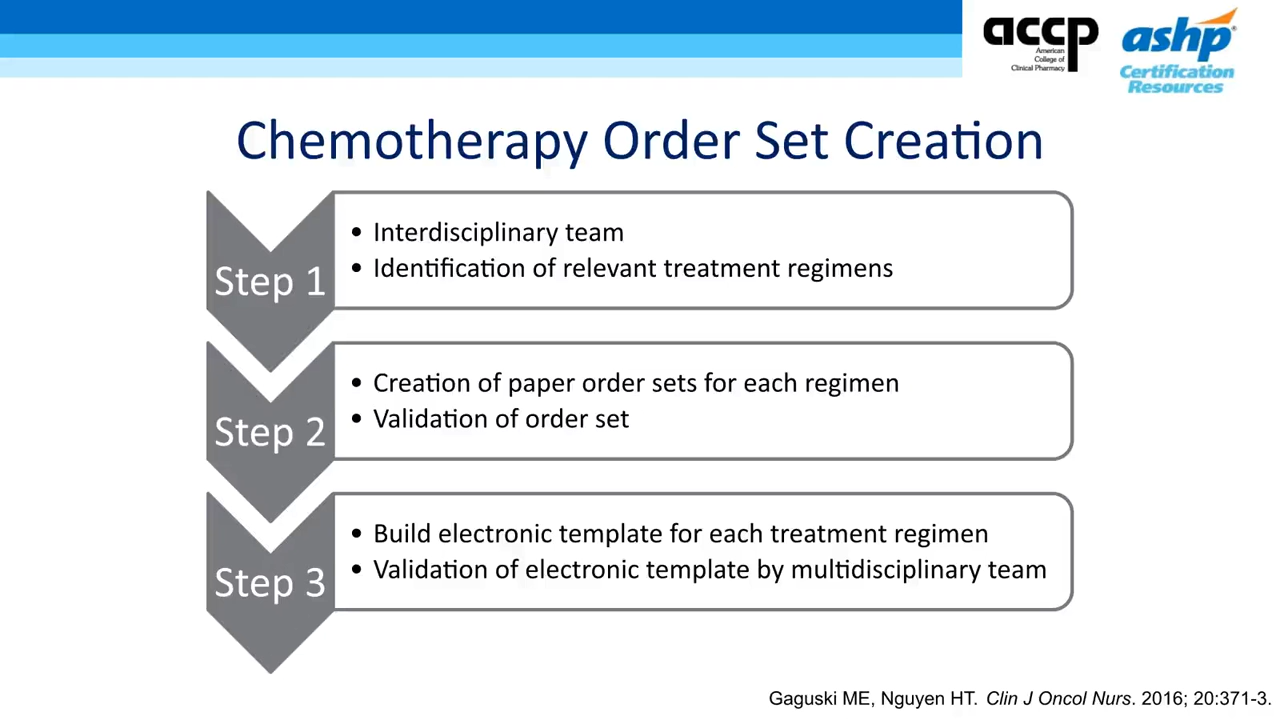 accp
American
College of
Clinical Pharmacy
ashp®
Certification
Resources
Chemotherapy Order Set Creation
Step 1
• Interdisciplinary team
• Identification of relevant treatment regimens
Step 2
• Creation of paper order sets for each regimen
• Validation of order set
Step 3
• Build electronic template for each treatment regimen
• Validation of electronic template by multidisciplinary team
Gaguski ME, Nguyen HT. Clin J Oncol Nurs. 2016; 20:371-3.